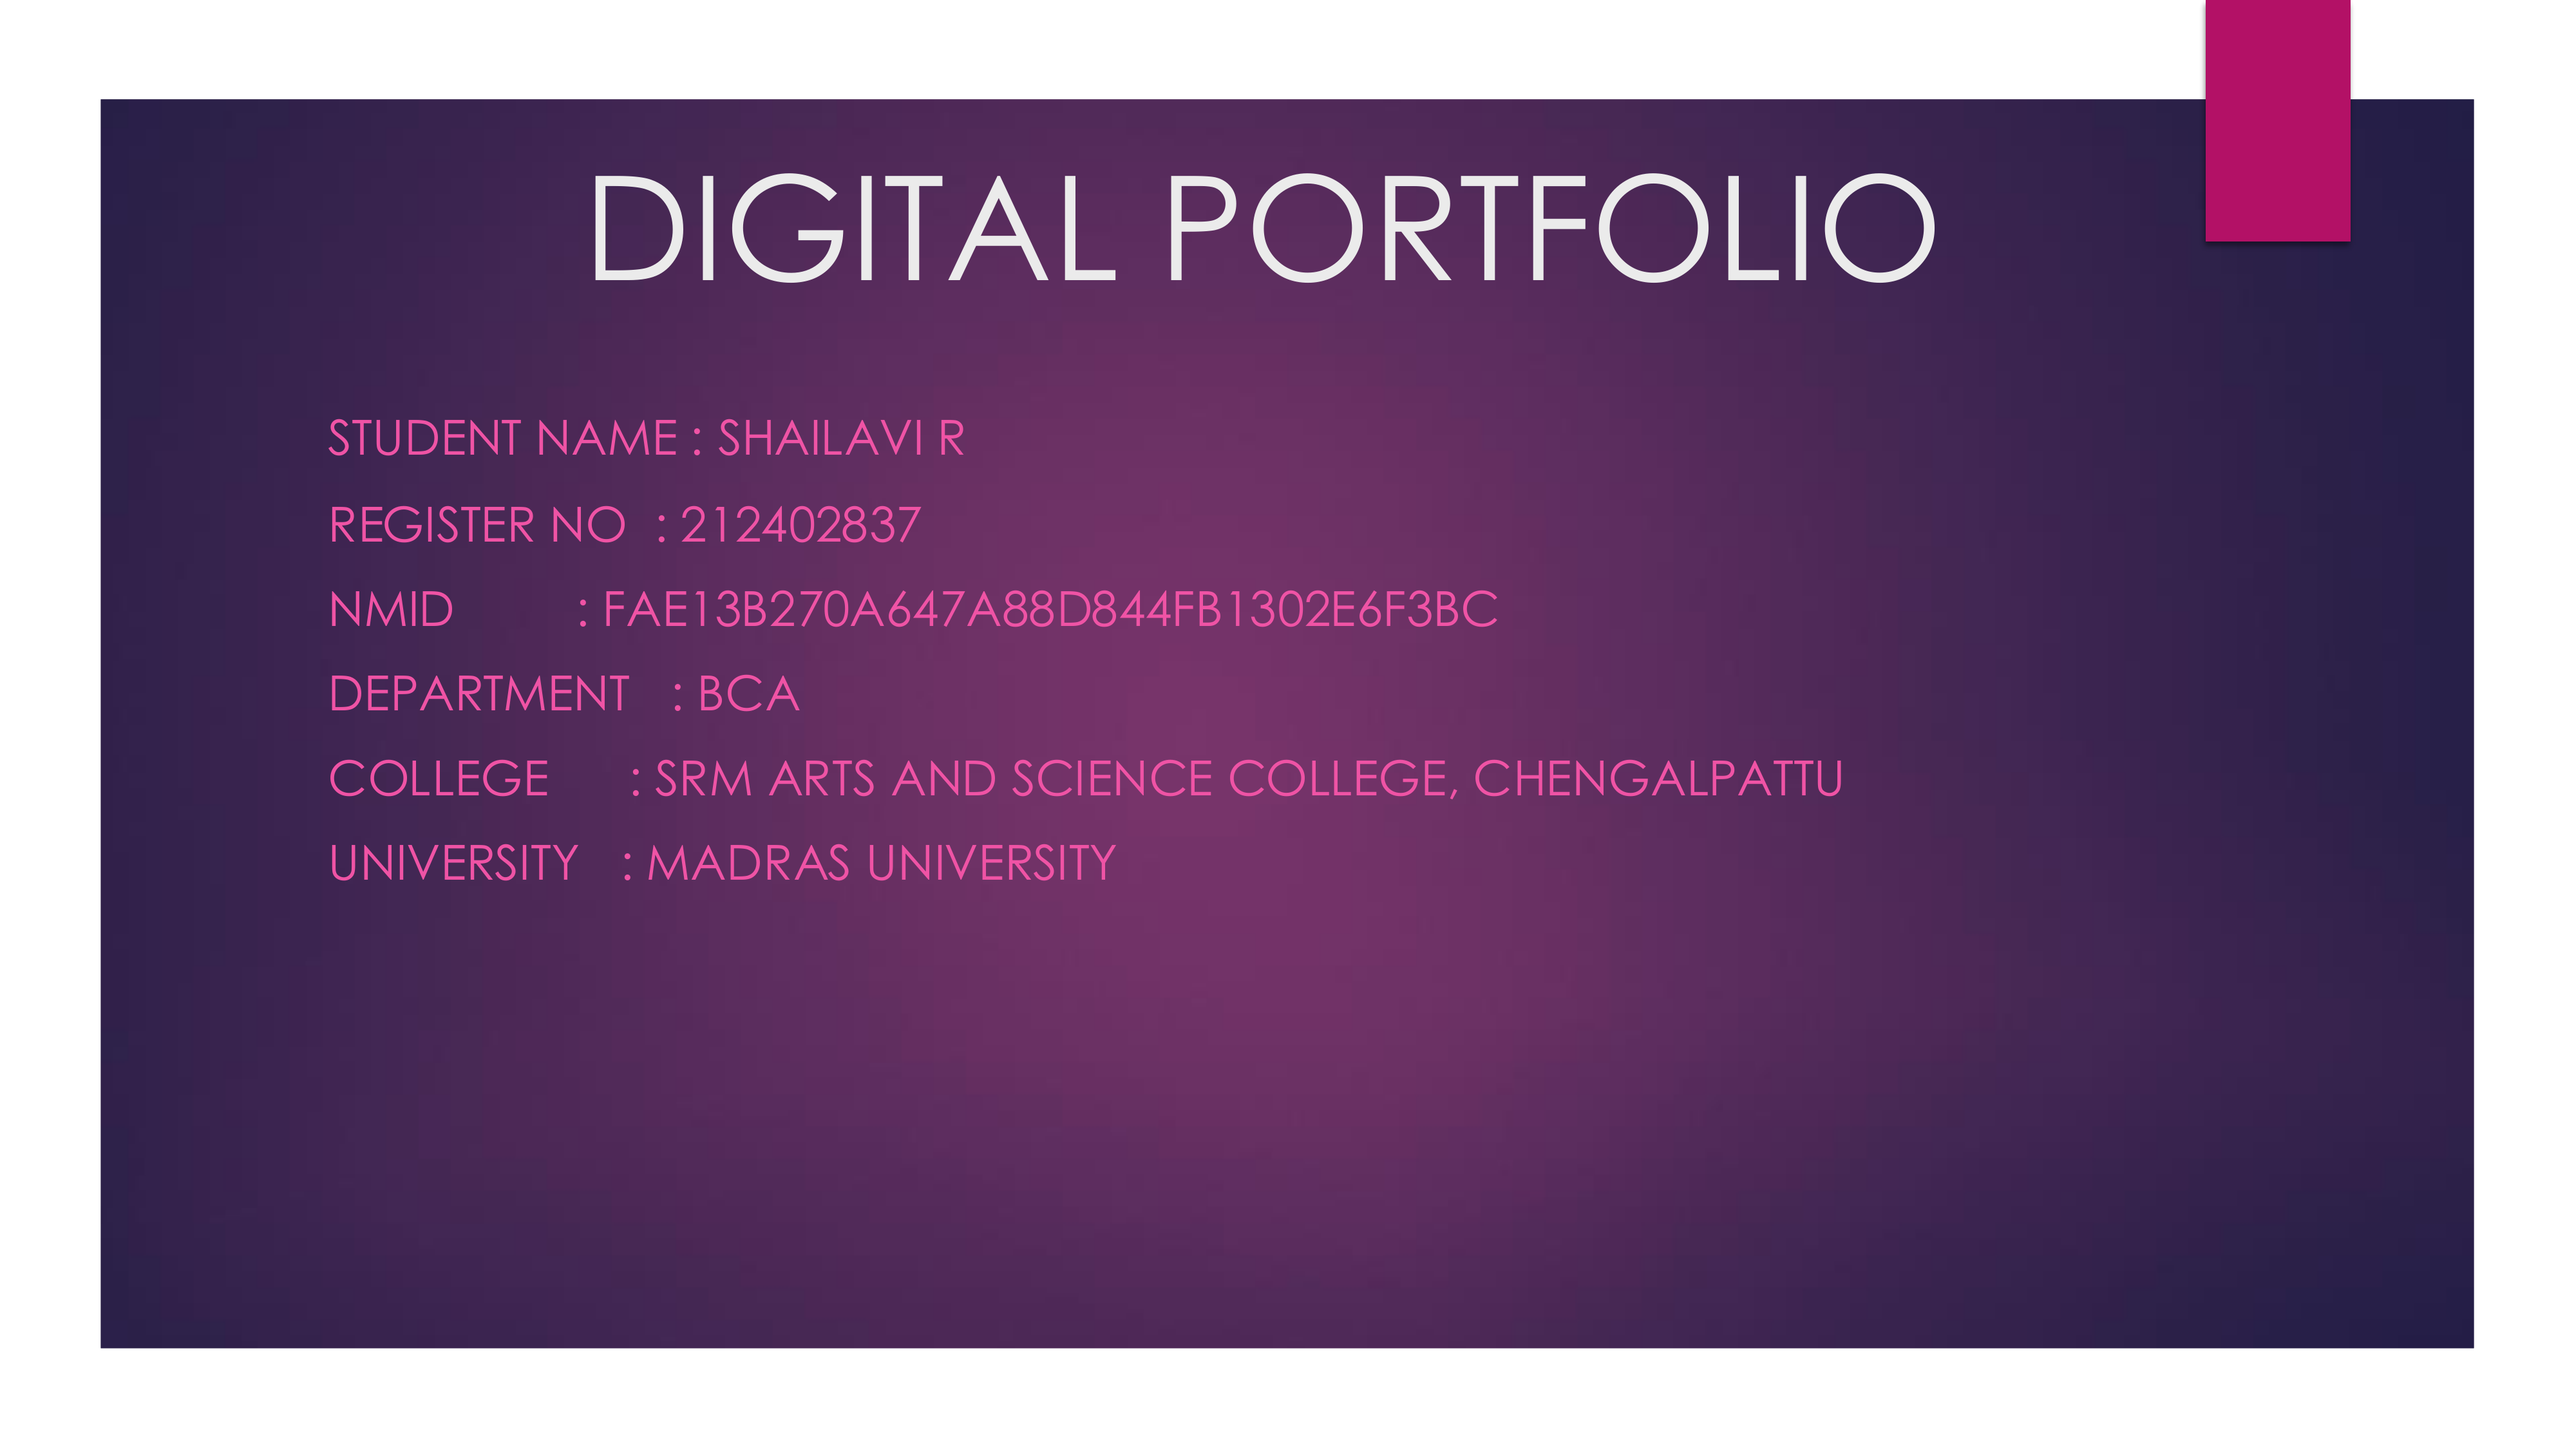 DIGITAL PORTFOLIO
STUDENT NAME : SHAILAVI R
REGISTER NO : 212402837
NMID : FAE13B270A647A88D844FB1302E6F3BC
DEPARTMENT : BCA
COLLEGE : SRM ARTS AND SCIENCE COLLEGE, CHENGALPATTU
UNIVERSITY : MADRAS UNIVERSITY